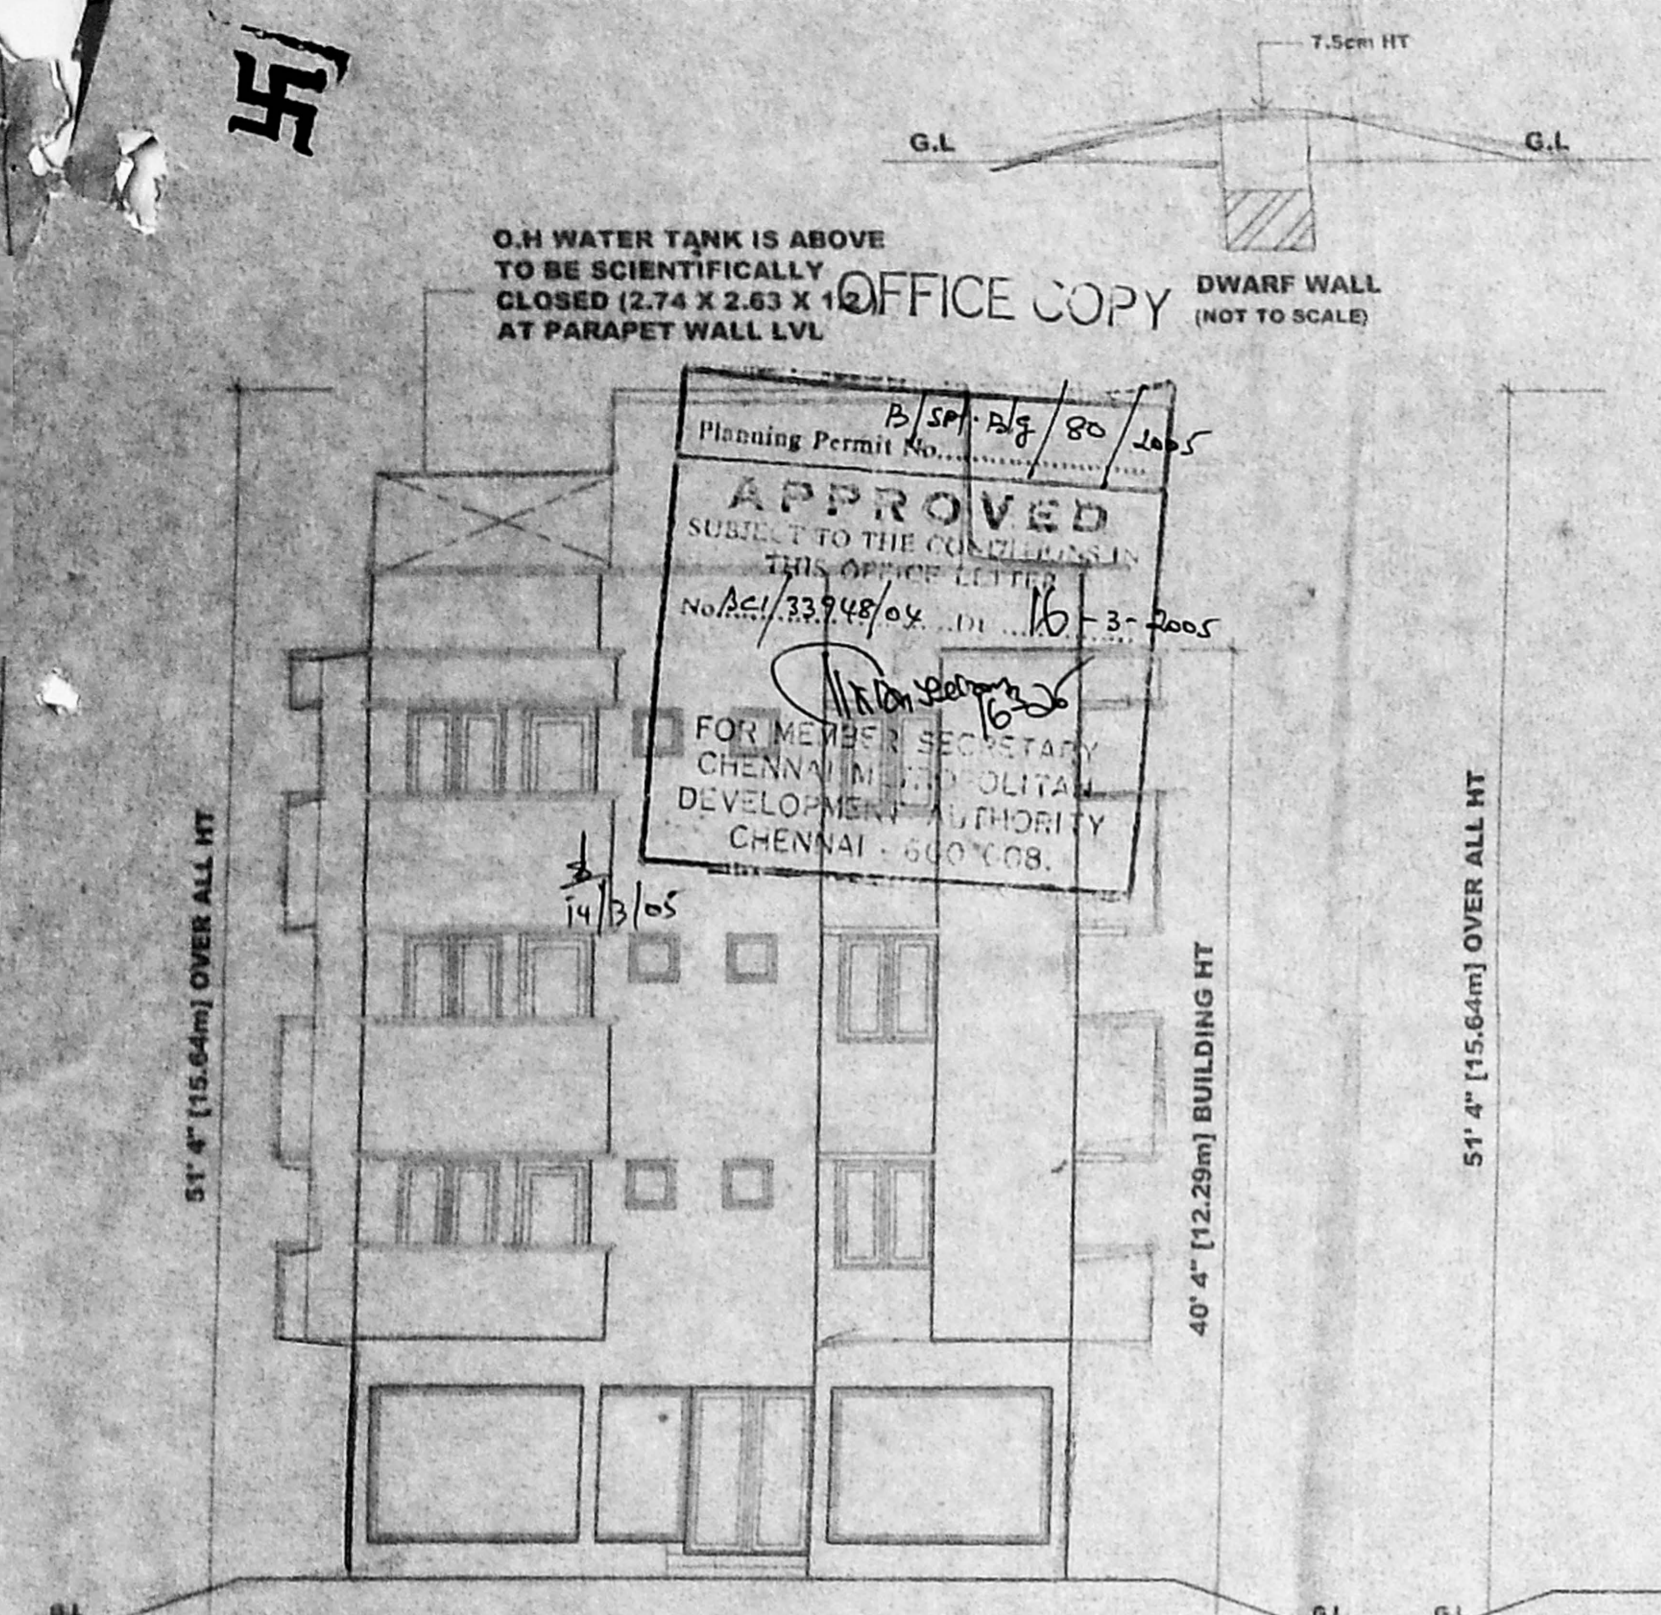 7.5cm HT
G.L
G.L
O.H WATER TANK IS ABOVE
TO BE SCIENTIFICALLY
CLOSED (2.74 X 2.63 X 1.2)
AT PARAPET WALL LVL
OFFICE COPY
DWARF WALL
(NOT TO SCALE)
Planning Permit No. B/Spl. Blg/80/2005
APPROVED
SUBJECT TO THE CONDITIONS IN
THIS OFFICE LETTER
No. BC1/33948/04 Dt 16-3-2005
FOR MEMBER SECRETARY
CHENNAI METROPOLITAN
DEVELOPMENT AUTHORITY
CHENNAI - 600 008.
14/3/05
51' 4" [15.64m] OVER ALL HT
40' 4" [12.29m] BUILDING HT
51' 4" [15.64m] OVER ALL HT
G.L
G.L
G.L